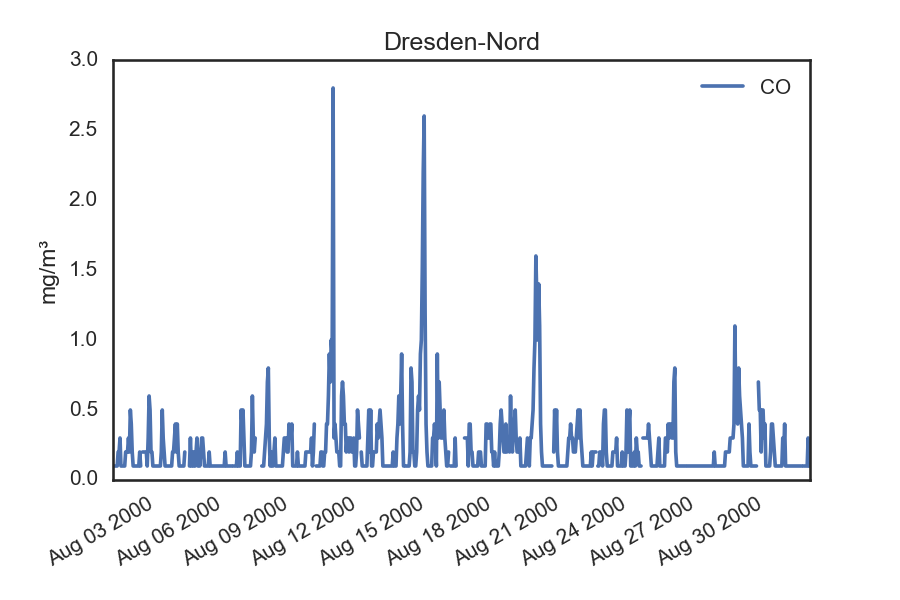 Dresden-Nord
3.0
2.5
2.0
1.5
1.0
0.5
0.0
mg/m³
CO
Aug 03 2000
Aug 06 2000
Aug 09 2000
Aug 12 2000
Aug 15 2000
Aug 18 2000
Aug 21 2000
Aug 24 2000
Aug 27 2000
Aug 30 2000